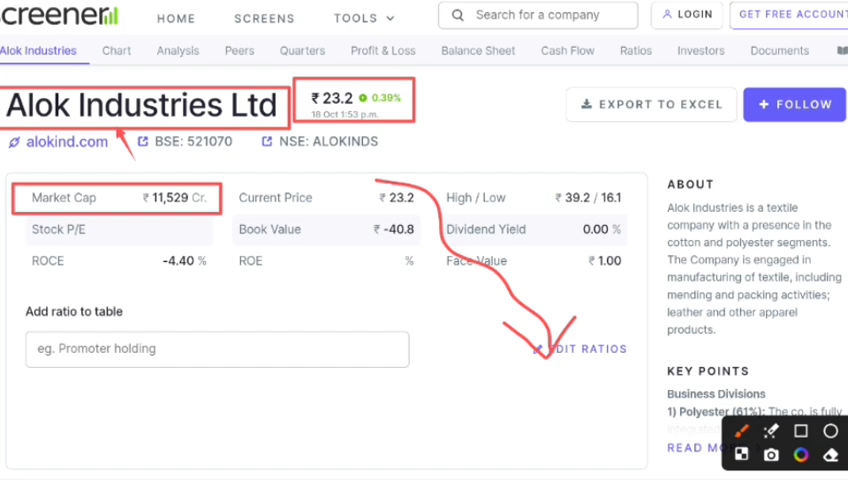 screener
HOME SCREENS TOOLS
Search for a company
LOGIN
GET FREE ACCOUNT
Alok Industries Chart Analysis Peers Quarters Profit & Loss Balance Sheet Cash Flow Ratios Investors Documents
Alok Industries Ltd
₹ 23.2 0.39%
18 Oct 1:53 p.m.
EXPORT TO EXCEL
+ FOLLOW
alokind.com BSE: 521070 NSE: ALOKINDS
Market Cap ₹ 11,529 Cr.
Current Price ₹ 23.2
High / Low ₹ 39.2 / 16.1
Stock P/E
Book Value ₹ -40.8
Dividend Yield 0.00 %
ROCE -4.40 %
ROE %
Face Value ₹ 1.00
Add ratio to table
eg. Promoter holding
EDIT RATIOS
ABOUT
Alok Industries is a textile
company with a presence in the
cotton and polyester segments.
The Company is engaged in
manufacturing of textile, including
mending and packing activities;
leather and other apparel
products.
KEY POINTS
Business Divisions
1) Polyester (61%): The co. is fully
READ MO